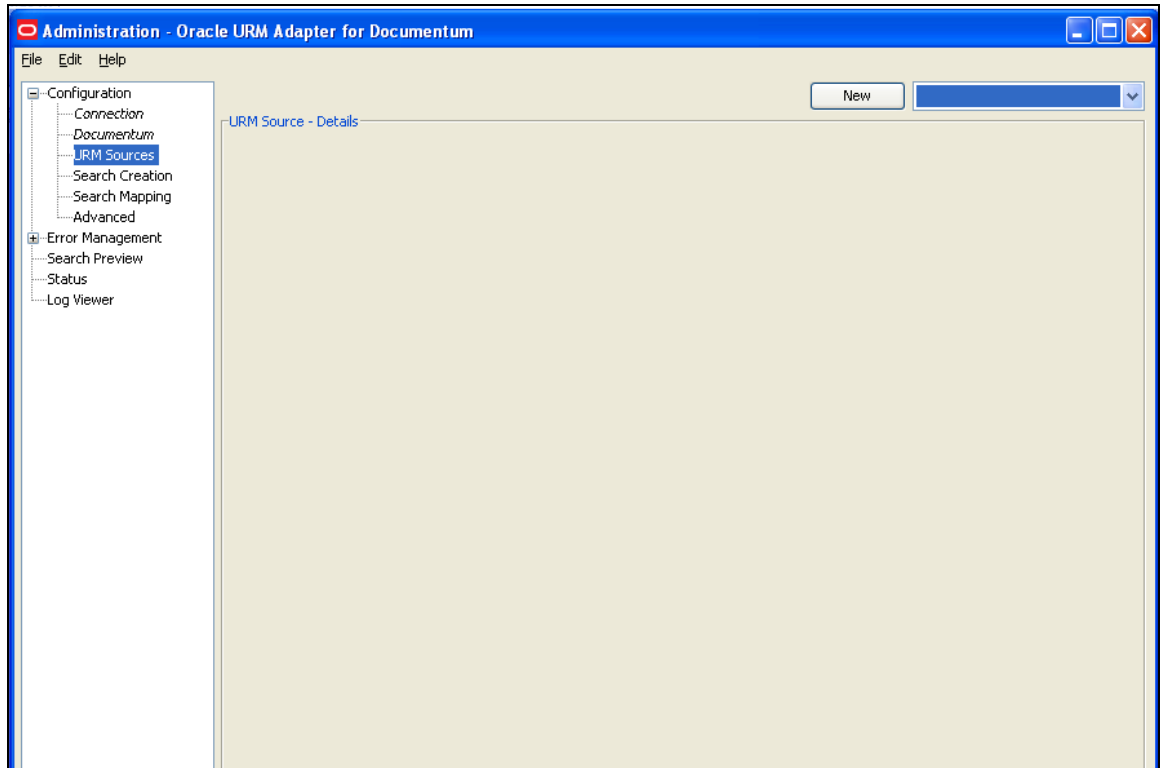 Administration - Oracle URM Adapter for Documentum
File Edit Help
New
Configuration
Connection
Documentum
URM Sources
Search Creation
Search Mapping
Advanced
Error Management
Search Preview
Status
Log Viewer
URM Source - Details